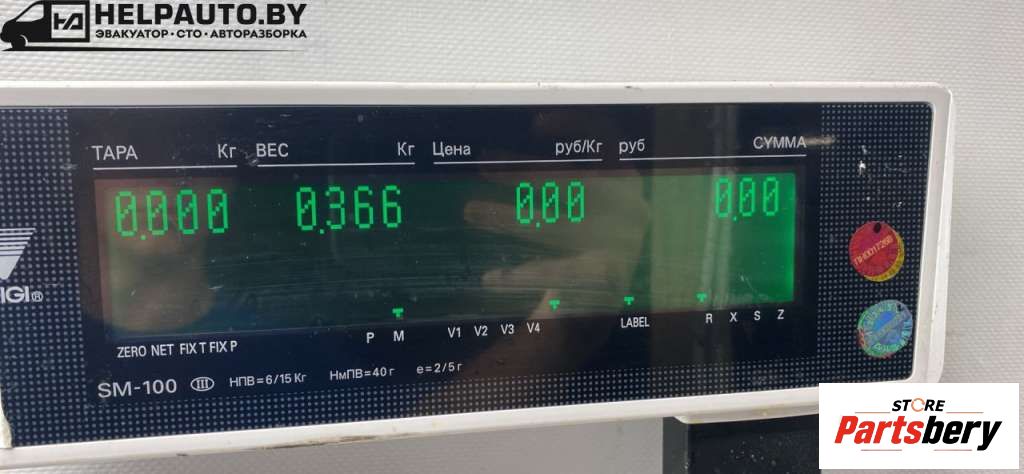 HELPAUTO.BY
ЭВАКУАТОР · СТО · АВТОРАЗБОРКА
ТАРА Кг ВЕС Кг Цена руб/Кг руб СУММА
0.000 0.366 0.00 0.00
P M V1 V2 V3 V4 LABEL R X S Z
ZERO NET FIX T FIX P
IGI®
SM-100 III НПВ=6/15 Кг НмПВ=40 г e=2/5 г
STORE
Partsbery